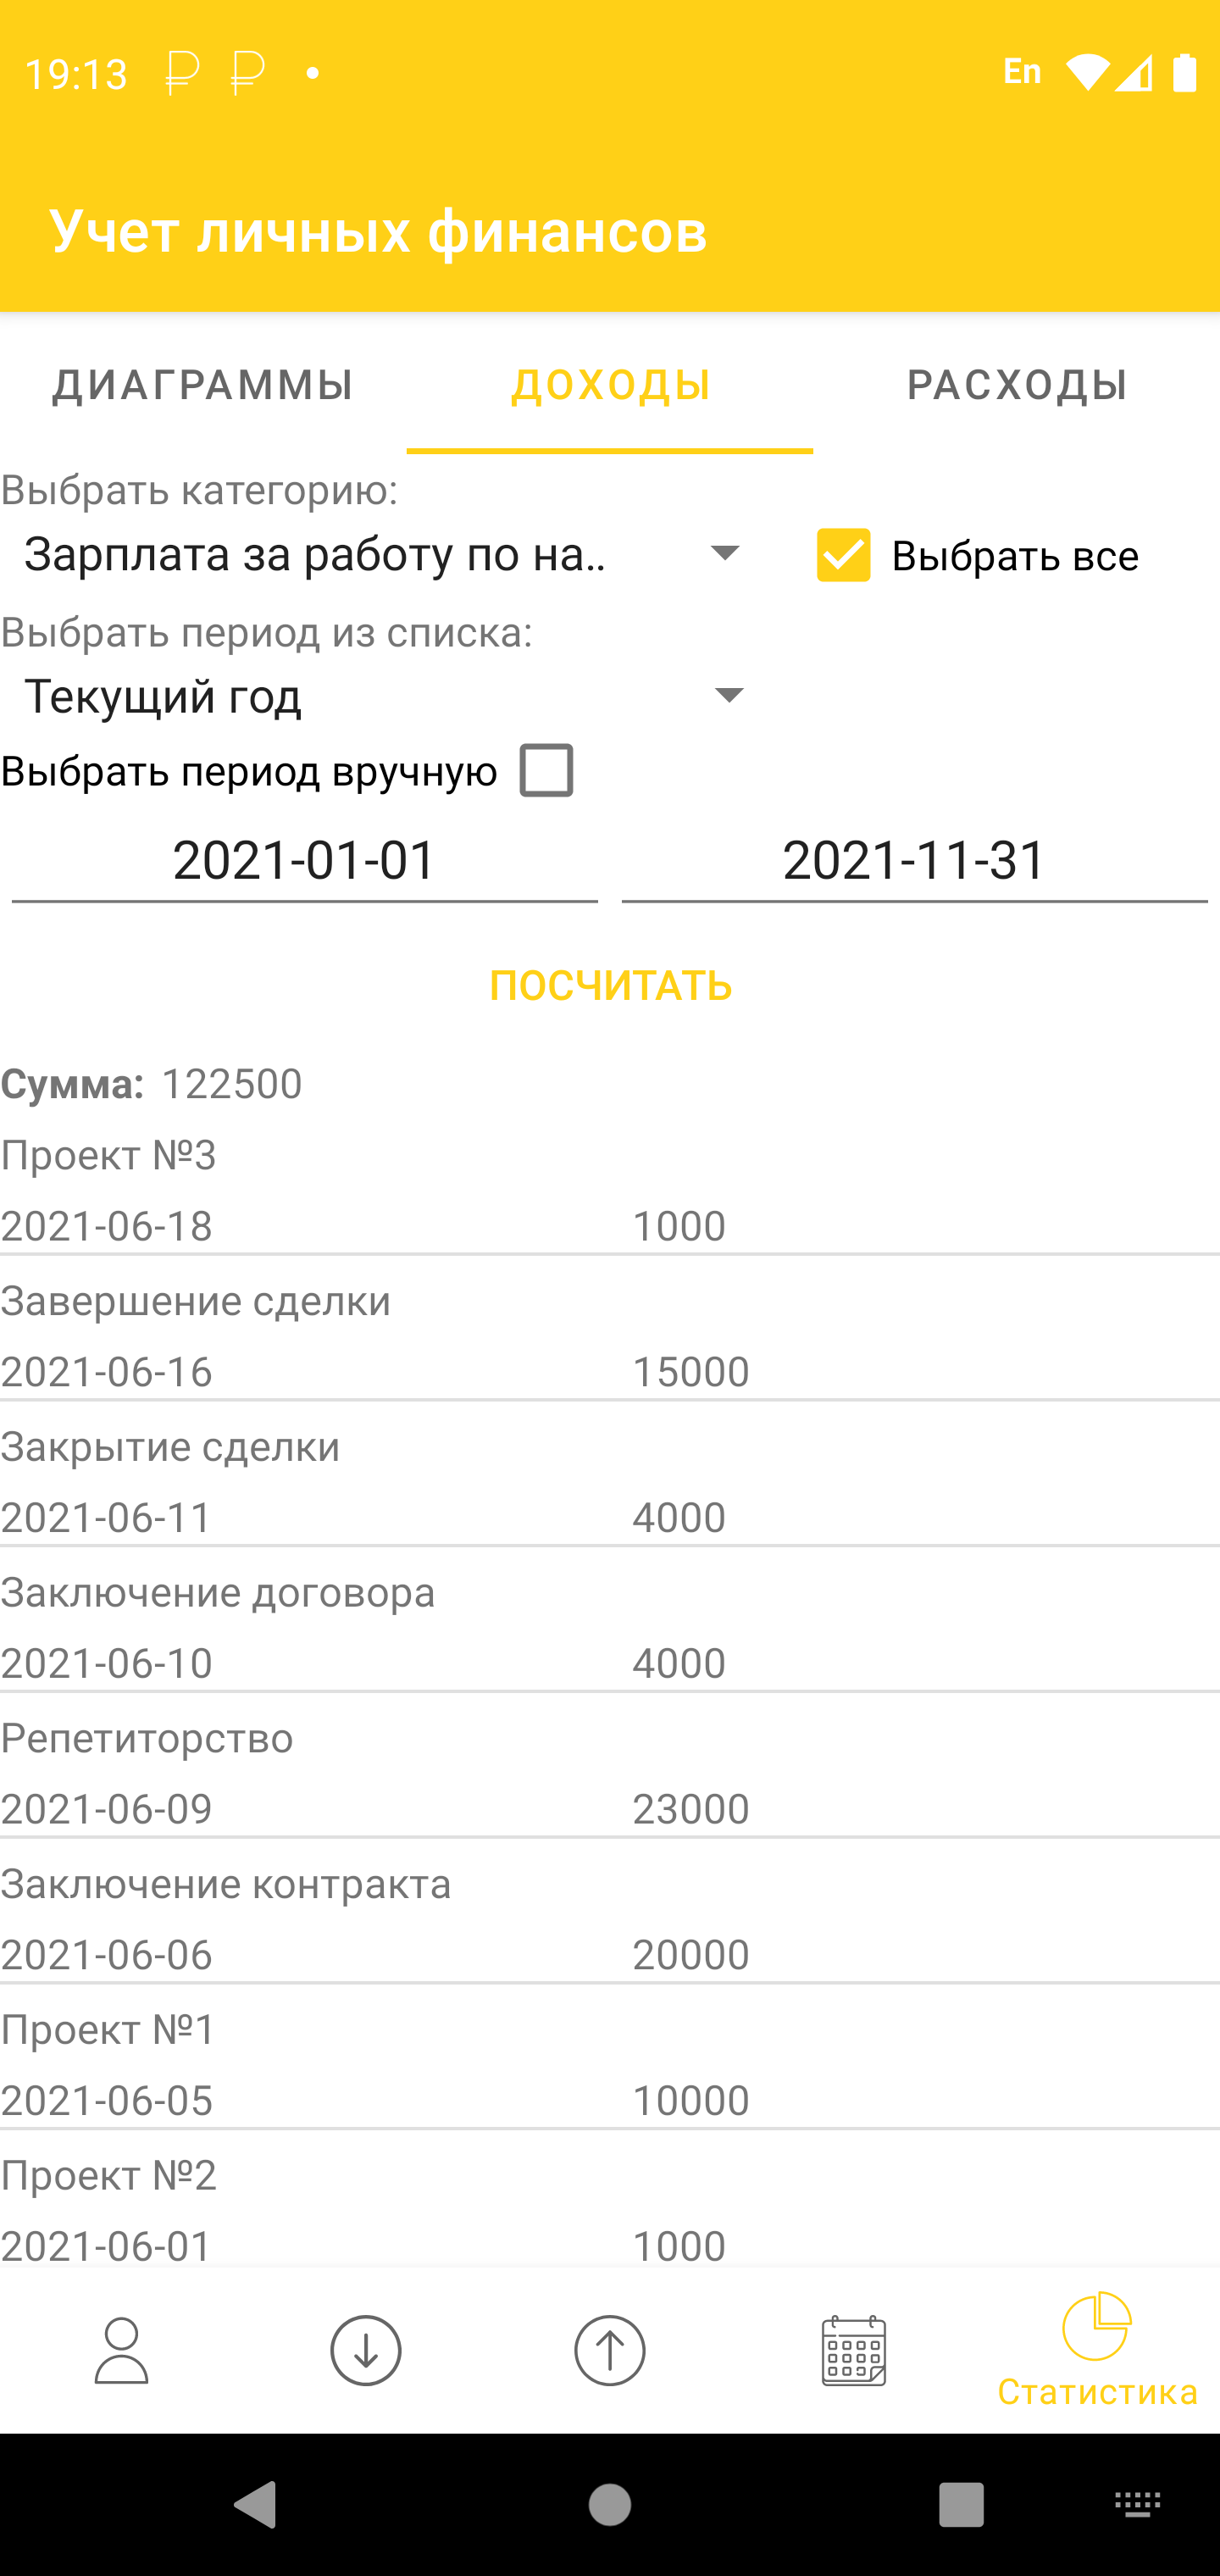 19:13
En
Учет личных финансов
ДИАГРАММЫ ДОХОДЫ РАСХОДЫ
Выбрать категорию:
Зарплата за работу по на.. Выбрать все
Выбрать период из списка:
Текущий год
Выбрать период вручную
2021-01-01 2021-11-31
ПОСЧИТАТЬ
Сумма: 122500
Проект №3
2021-06-18 1000
Завершение сделки
2021-06-16 15000
Закрытие сделки
2021-06-11 4000
Заключение договора
2021-06-10 4000
Репетиторство
2021-06-09 23000
Заключение контракта
2021-06-06 20000
Проект №1
2021-06-05 10000
Проект №2
2021-06-01 1000
Статистика